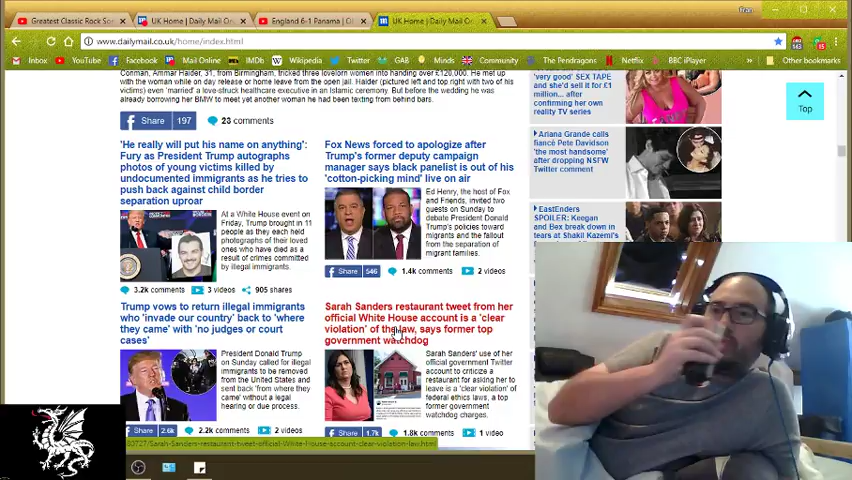 Greatest Classic Rock So
UK Home | Daily Mail On
England 6-1 Panama | Ci
UK Home | Daily Mail On
www.dailymail.co.uk/home/index.html
Inbox
YouTube
Facebook
Amazon
Mail Online
IMDb
Wikipedia
Twitter
GAB
Minds
Community
The Pendragons
Netflix
BBC iPlayer
Other bookmarks
Conman, Ammar Haider, 31, from Birmingham, tricked three lovelorn women into handing over £120,000. He met up
with the woman while on day release or home leave from the open jail. Haider (pictured left and top right with two of his
victims) even 'married' a love-struck healthcare executive in an Islamic ceremony. But before the wedding he was
already borrowing her BMW to meet yet another woman he had been texting from behind bars.
Share 197
23 comments
'He really will put his name on anything':
Fury as President Trump autographs
photos of young victims killed by
undocumented immigrants as he tries to
push back against child border
separation uproar
At a White House event on
Friday, Trump brought in 11
people as they each held
photographs of their loved
ones who have died as a
result of crimes committed
by illegal immigrants.
3.2k comments
3 videos
905 shares
Fox News forced to apologize after
Trump's former deputy campaign
manager says black panelist is out of his
'cotton-picking mind' live on air
Ed Henry, the host of Fox
and Friends, invited two
guests on Sunday to
debate President Donald
Trump's policies toward
migrants and the fallout
from the separation of
migrant families.
Share 546
1.4k comments
2 videos
Trump vows to return illegal immigrants
who 'invade our country' back to 'where
they came' with 'no judges or court
cases'
President Donald Trump
on Sunday called for illegal
immigrants to be removed
from the United States and
sent back 'from where they
came' without a legal
hearing or due process.
Share 2.6k
2.6k comments
2 videos
Sarah Sanders restaurant tweet from her
official White House account is a 'clear
violation' of the law, says former top
government watchdog
Sarah Sanders' use of her
official government Twitter
account to criticize a
restaurant for asking her to
leave is a 'clear violation' of
federal ethics laws, a top
former government
watchdog charges.
Share 1.7k
1.8k comments
1 video
'very good' SEX TAPE
and she'd sell it for £1
million... after
confirming her own
reality TV series
Ariana Grande calls
fiancé Pete Davidson
'the most handsome'
after dropping NSFW
Twitter comment
EastEnders
SPOILER: Keegan
and Bex break down in
tears at Shakil Kazemi's
Top